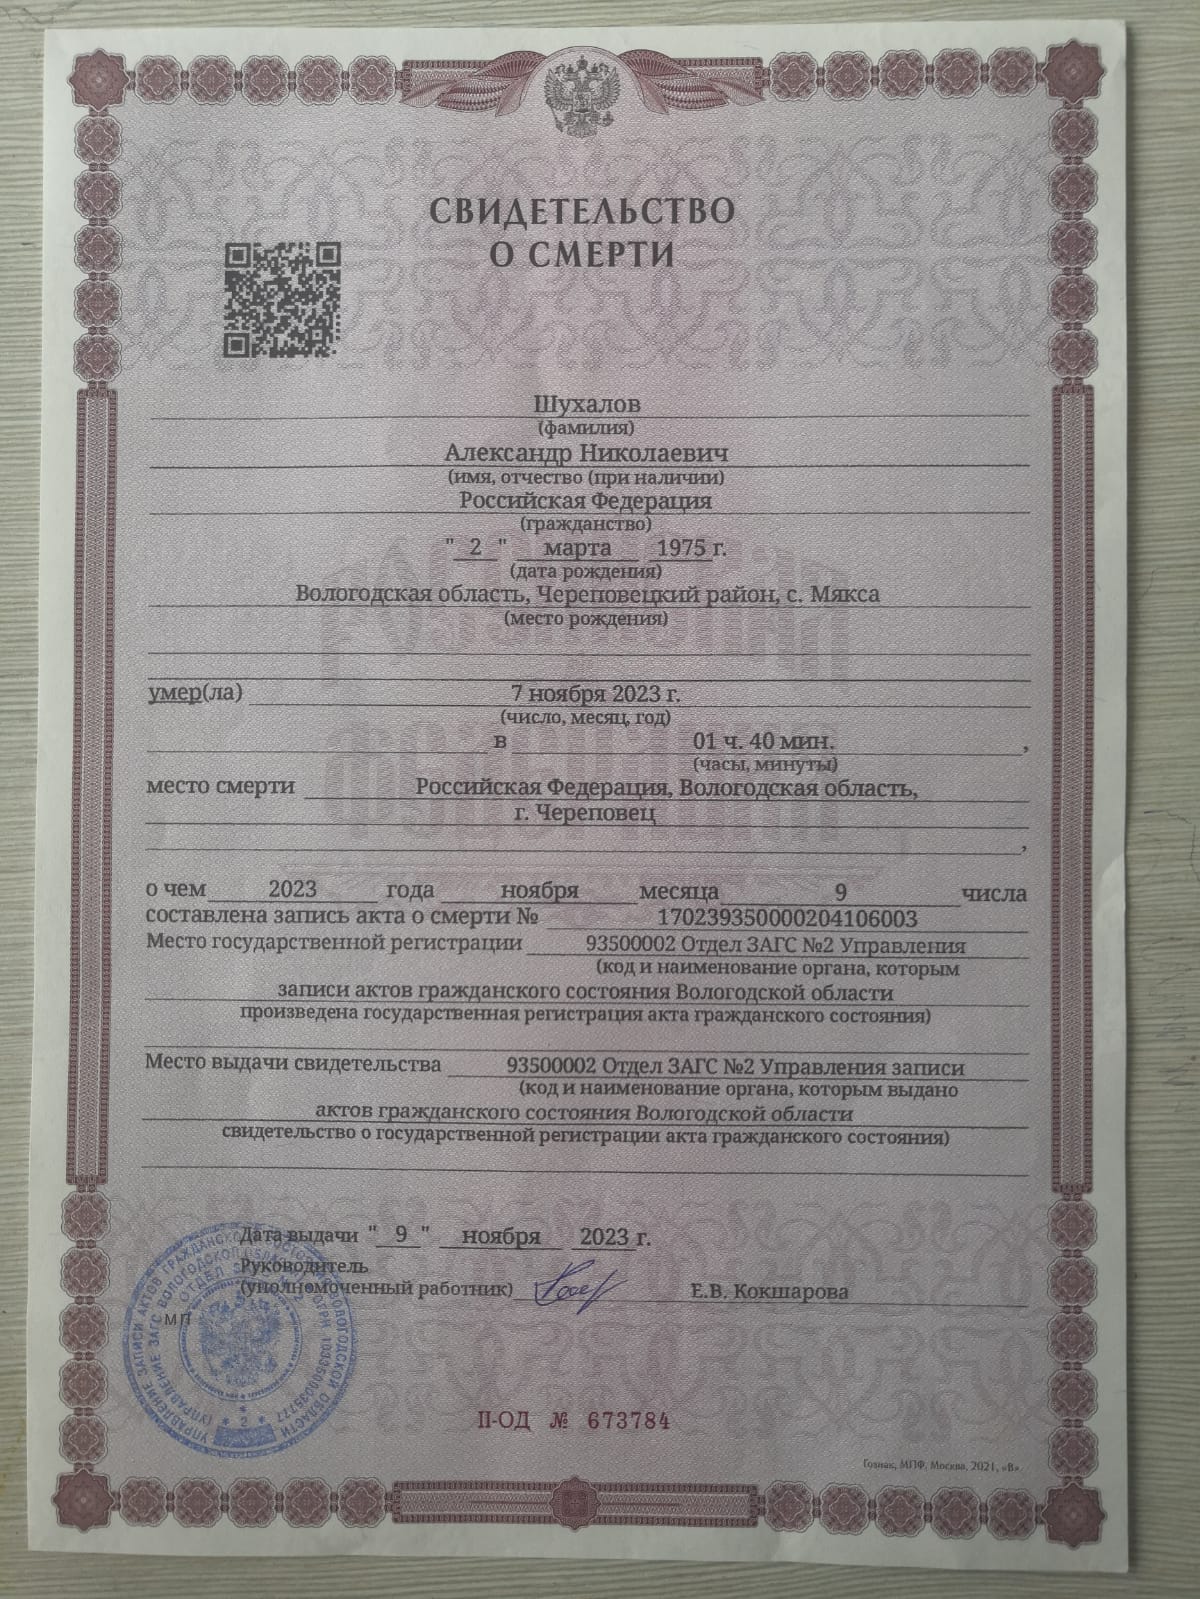 СВИДЕТЕЛЬСТВО
О СМЕРТИ
Шухалов
(фамилия)
Александр Николаевич
(имя, отчество (при наличии)
Российская Федерация
(гражданство)
" 2 " марта 1975 г.
(дата рождения)
Вологодская область, Череповецкий район, с. Мякса
(место рождения)
умер(ла) 7 ноября 2023 г.
(число, месяц, год)
в 01 ч. 40 мин. ,
(часы, минуты)
место смерти Российская Федерация, Вологодская область,
г. Череповец
,
о чем 2023 года ноября месяца 9 числа
составлена запись акта о смерти № 170239350000204106003
Место государственной регистрации 93500002 Отдел ЗАГС №2 Управления
(код и наименование органа, которым
записи актов гражданского состояния Вологодской области
произведена государственная регистрация акта гражданского состояния)
Место выдачи свидетельства 93500002 Отдел ЗАГС №2 Управления записи
(код и наименование органа, которым выдано
актов гражданского состояния Вологодской области
свидетельство о государственной регистрации акта гражданского состояния)
Дата выдачи " 9 " ноября 2023 г.
Руководитель
(уполномоченный работник) Е.В. Кокшарова
МП
II-ОД № 673784
Гознак, МПФ, Москва, 2021, «В».